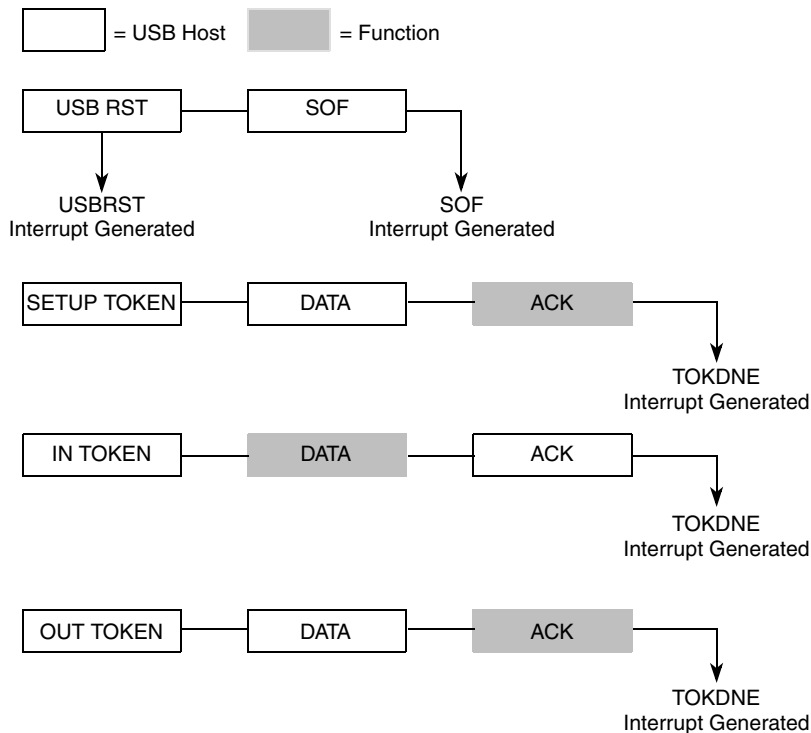 = USB Host
= Function
USB RST
SOF
USBRST
Interrupt Generated
SOF
Interrupt Generated
SETUP TOKEN
DATA
ACK
TOKDNE
Interrupt Generated
IN TOKEN
DATA
ACK
TOKDNE
Interrupt Generated
OUT TOKEN
DATA
ACK
TOKDNE
Interrupt Generated